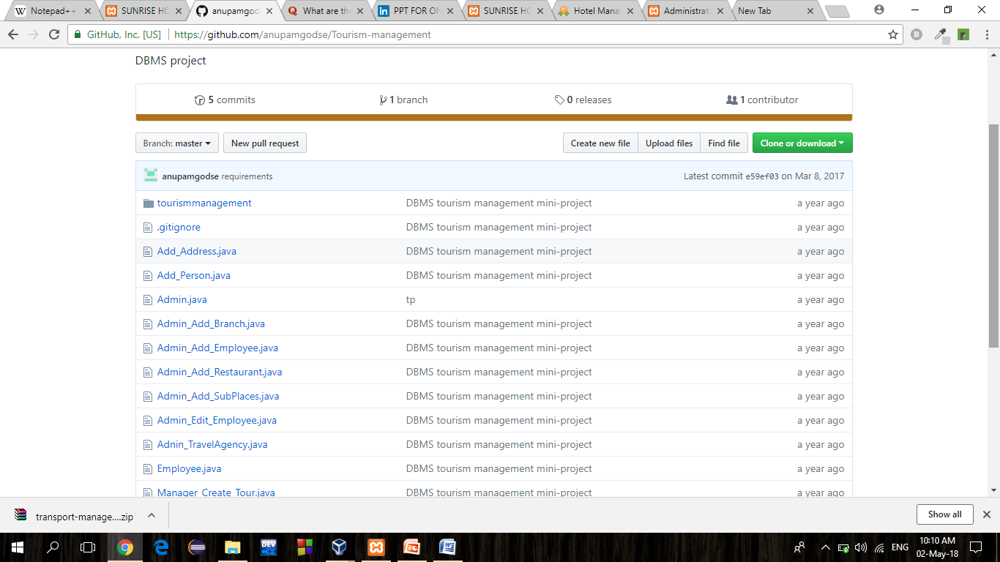 Notepad++
SUNRISE HO
anupamgod
What are the
PPT FOR ON
SUNRISE HO
Hotel Mana
Administrat
New Tab
GitHub, Inc. [US]
https://github.com/anupamgodse/Tourism-management
DBMS project
5 commits
1 branch
0 releases
1 contributor
Branch: master
New pull request
Create new file
Upload files
Find file
Clone or download
anupamgodse requirements
Latest commit e59ef03 on Mar 8, 2017
tourismmanagement DBMS tourism management mini-project a year ago
.gitignore DBMS tourism management mini-project a year ago
Add_Address.java DBMS tourism management mini-project a year ago
Add_Person.java DBMS tourism management mini-project a year ago
Admin.java tp a year ago
Admin_Add_Branch.java DBMS tourism management mini-project a year ago
Admin_Add_Employee.java DBMS tourism management mini-project a year ago
Admin_Add_Restaurant.java DBMS tourism management mini-project a year ago
Admin_Add_SubPlaces.java DBMS tourism management mini-project a year ago
Admin_Edit_Employee.java DBMS tourism management mini-project a year ago
Adnin_TravelAgency.java DBMS tourism management mini-project a year ago
Employee.java DBMS tourism management mini-project a year ago
Manager_Create_Tour.java DBMS tourism management mini-project a year ago
transport-manage....zip
Show all
DEV
ENG
10:10 AM
02-May-18